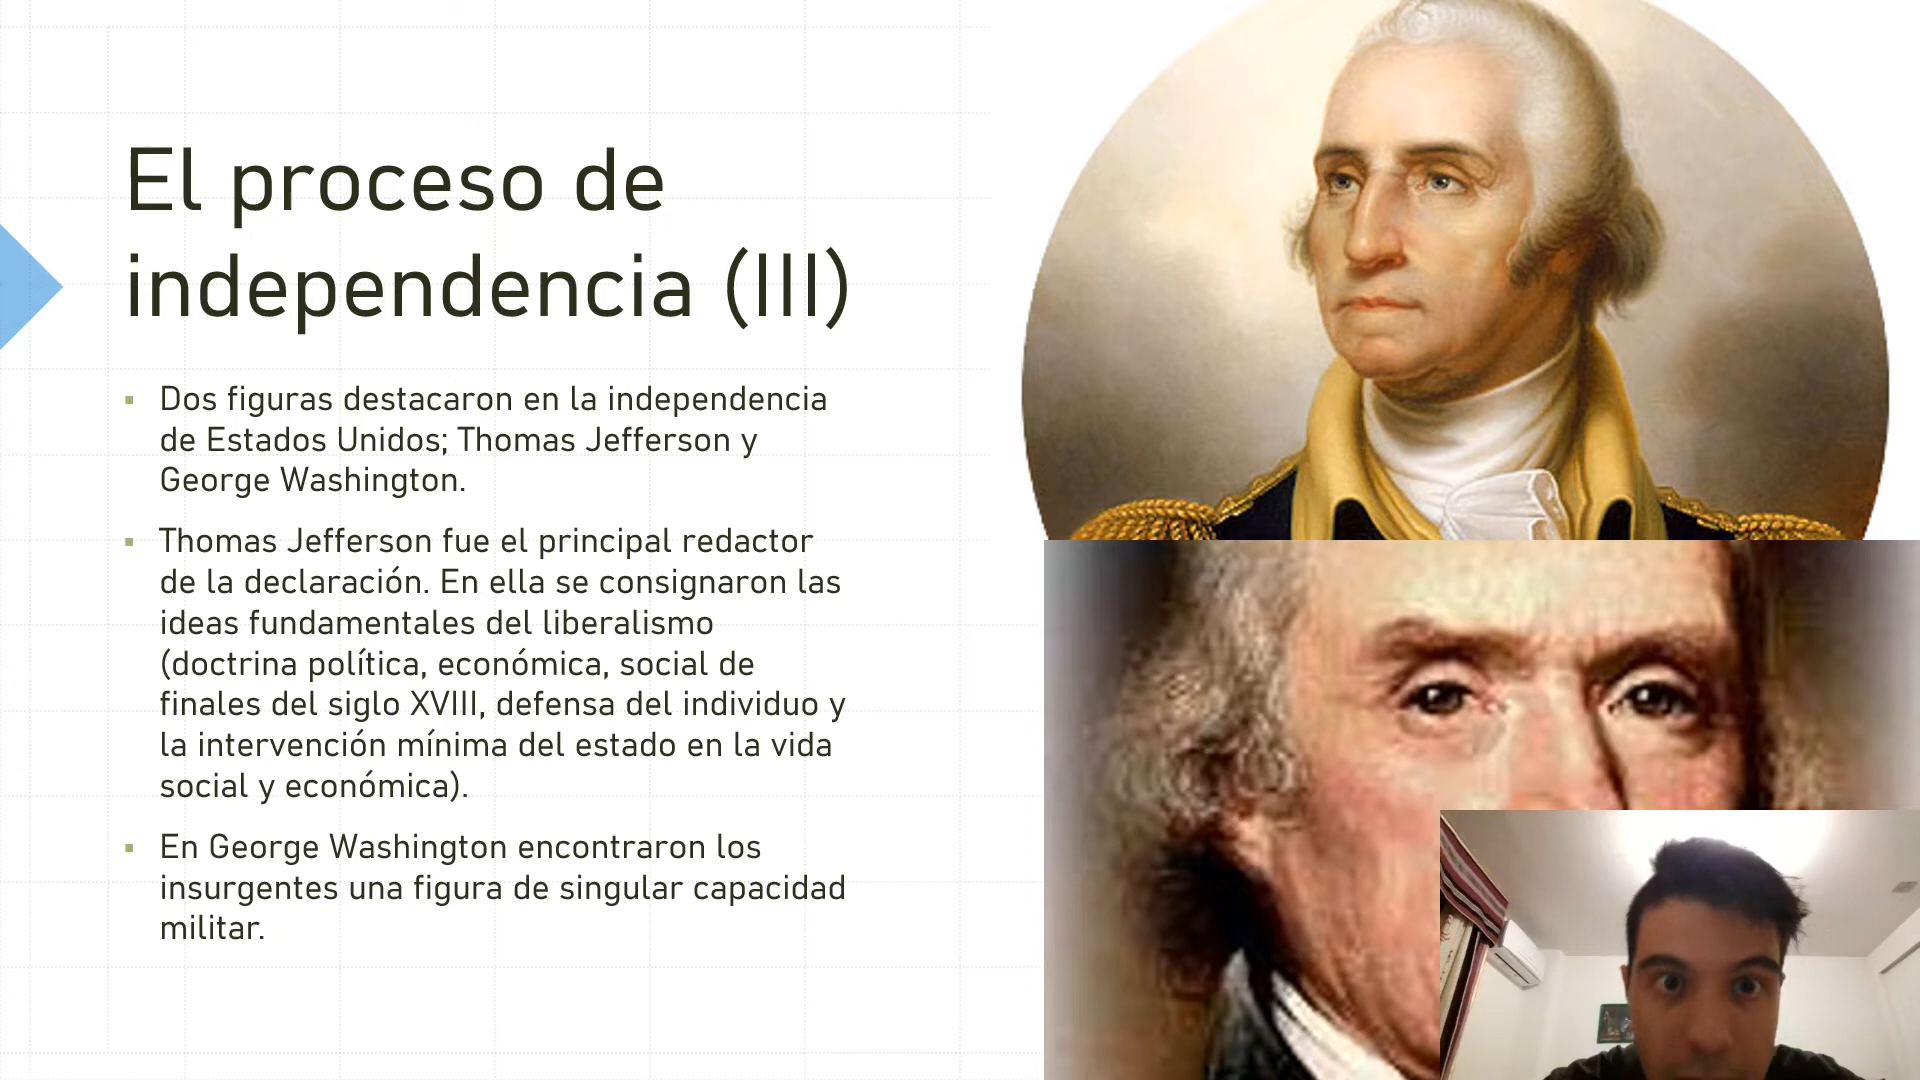 El proceso de
independencia (III)
Dos figuras destacaron en la independencia
de Estados Unidos; Thomas Jefferson y
George Washington.
Thomas Jefferson fue el principal redactor
de la declaración. En ella se consignaron las
ideas fundamentales del liberalismo
(doctrina política, económica, social de
finales del siglo XVIII, defensa del individuo y
la intervención mínima del estado en la vida
social y económica).
En George Washington encontraron los
insurgentes una figura de singular capacidad
militar.